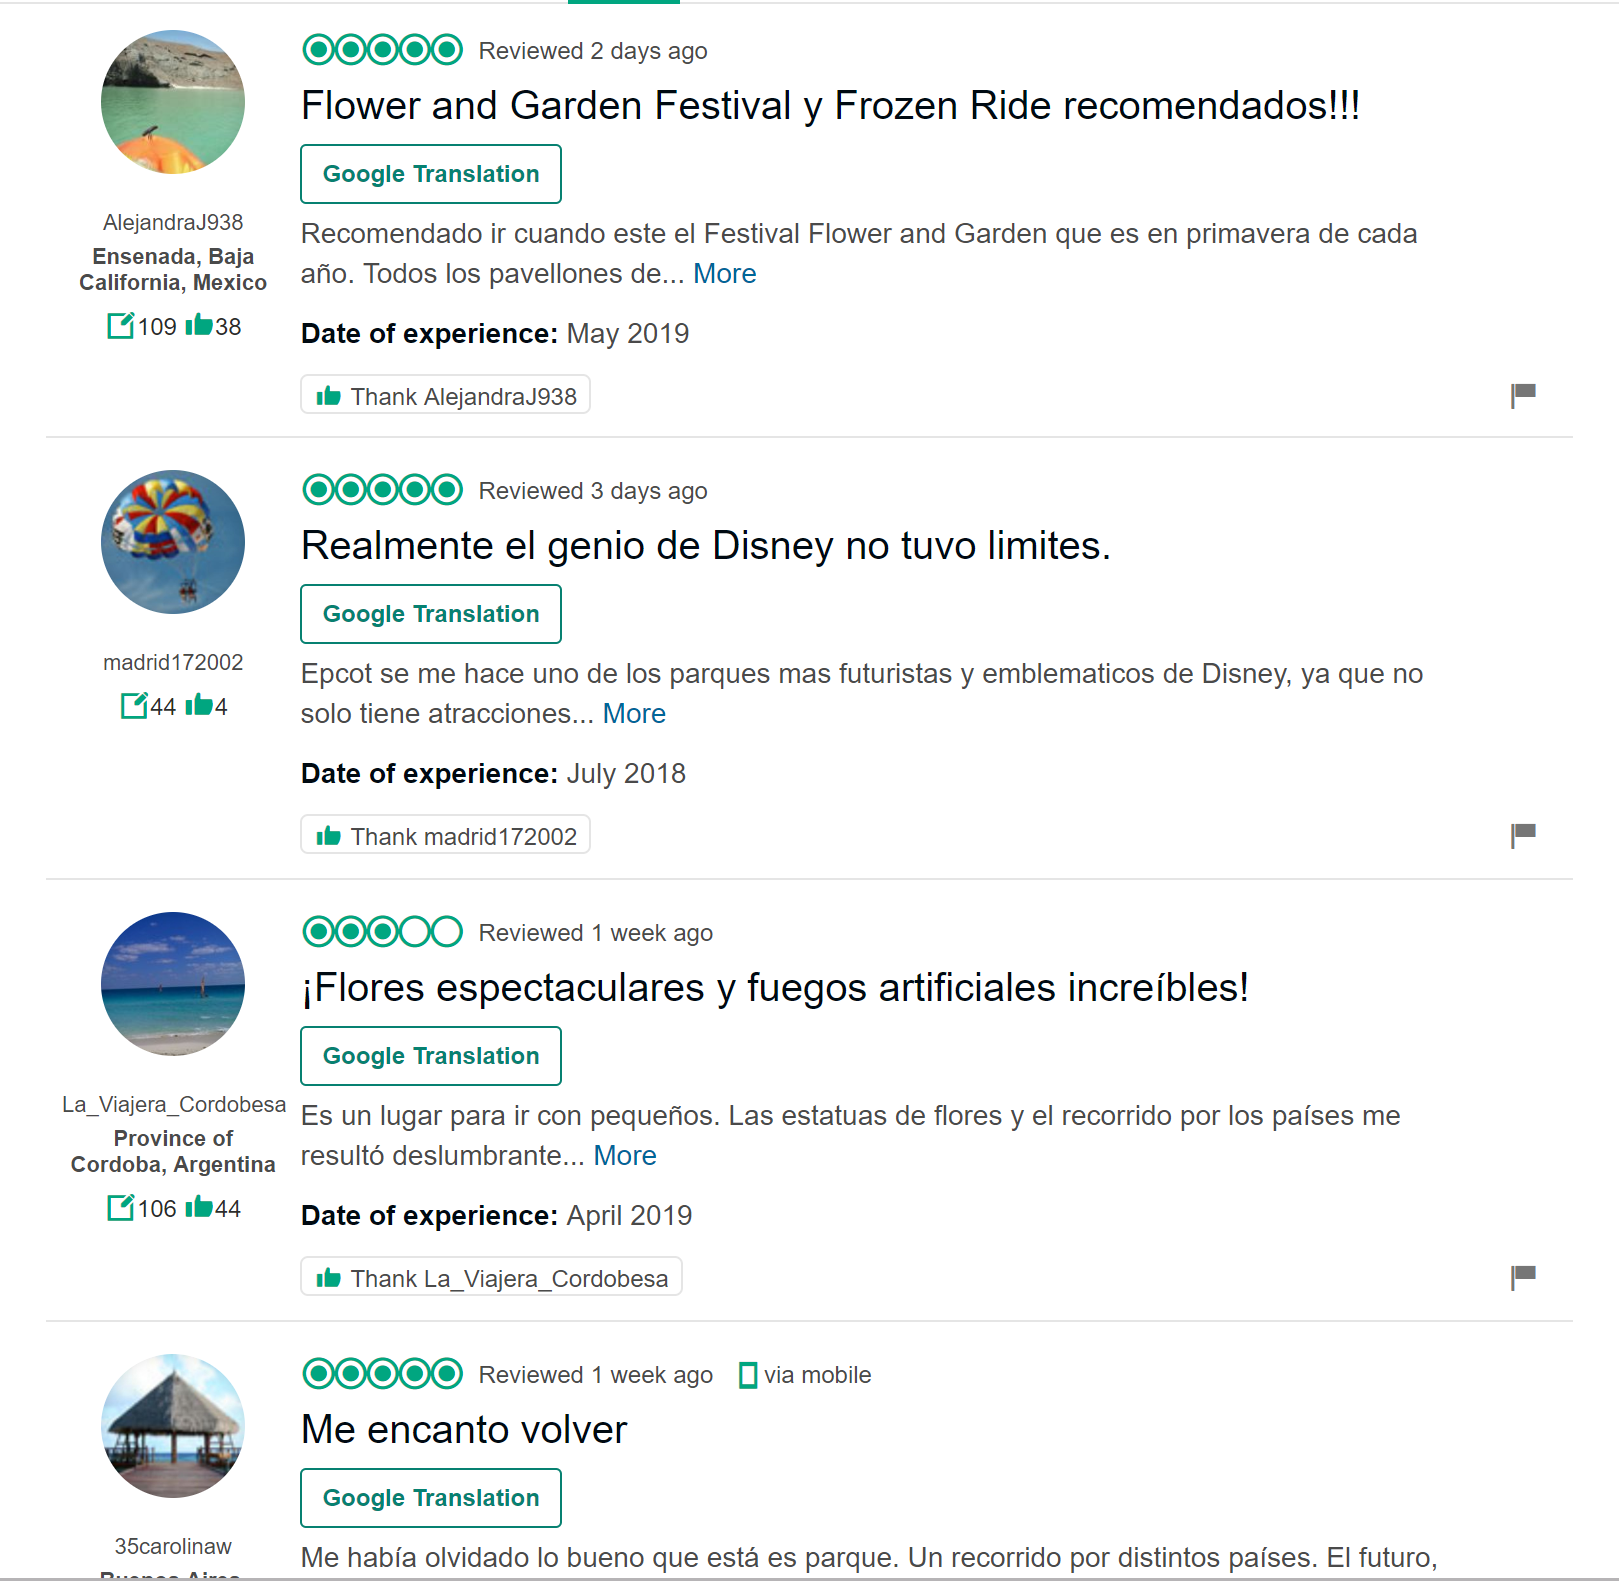 Reviewed 2 days ago
Flower and Garden Festival y Frozen Ride recomendados!!!
Google Translation
AlejandraJ938
Ensenada, Baja
California, Mexico
109 38
Recomendado ir cuando este el Festival Flower and Garden que es en primavera de cada
año. Todos los pavellones de... More
Date of experience: May 2019
Thank AlejandraJ938
Reviewed 3 days ago
Realmente el genio de Disney no tuvo limites.
Google Translation
madrid172002
44 4
Epcot se me hace uno de los parques mas futuristas y emblematicos de Disney, ya que no
solo tiene atracciones... More
Date of experience: July 2018
Thank madrid172002
Reviewed 1 week ago
¡Flores espectaculares y fuegos artificiales increíbles!
Google Translation
La_Viajera_Cordobesa
Province of
Cordoba, Argentina
106 44
Es un lugar para ir con pequeños. Las estatuas de flores y el recorrido por los países me
resultó deslumbrante... More
Date of experience: April 2019
Thank La_Viajera_Cordobesa
Reviewed 1 week ago via mobile
Me encanto volver
Google Translation
35carolinaw
Buenos Aires
Me había olvidado lo bueno que está es parque. Un recorrido por distintos países. El futuro,